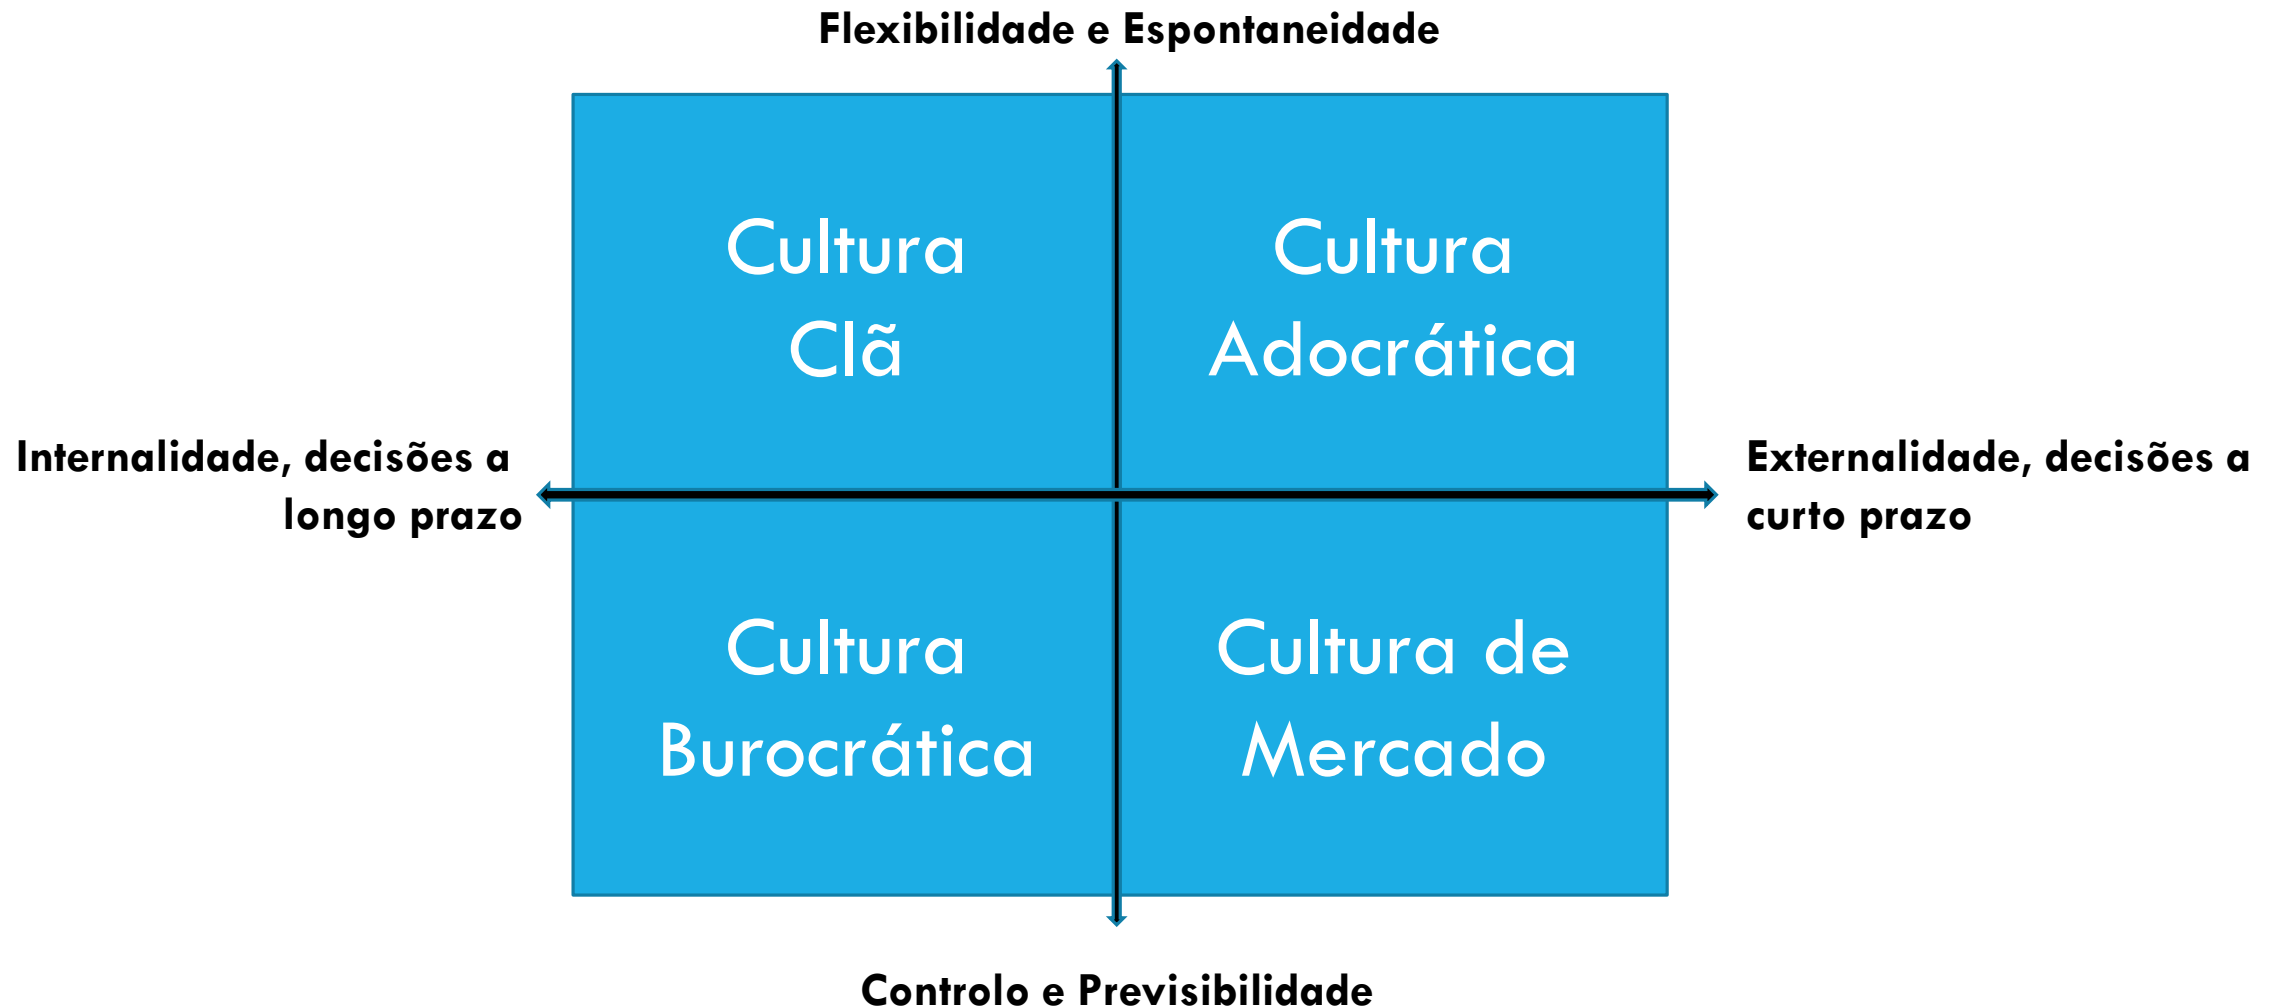 Flexibilidade e Espontaneidade
Cultura
Clã
Cultura
Adocrática
Internalidade, decisões a
longo prazo
Externalidade, decisões a
curto prazo
Cultura
Burocrática
Cultura de
Mercado
Controlo e Previsibilidade